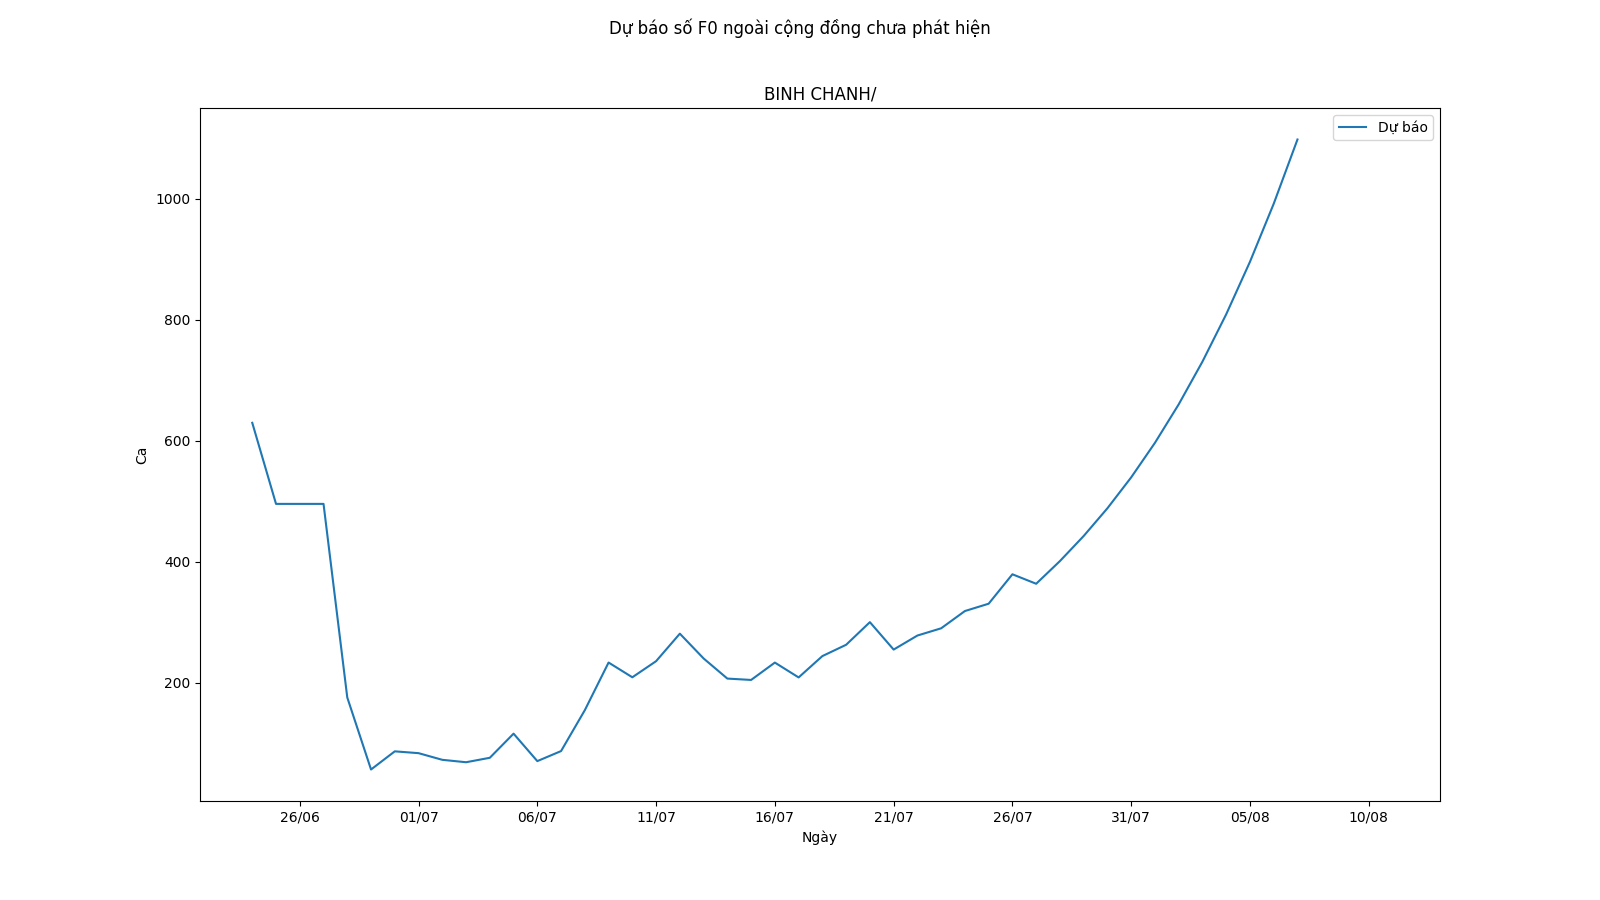 Dự báo số F0 ngoài cộng đồng chưa phát hiện
BINH CHANH/
Dự báo
1000
800
600
400
200
Ca
26/06 01/07 06/07 11/07 16/07 21/07 26/07 31/07 05/08 10/08
Ngày